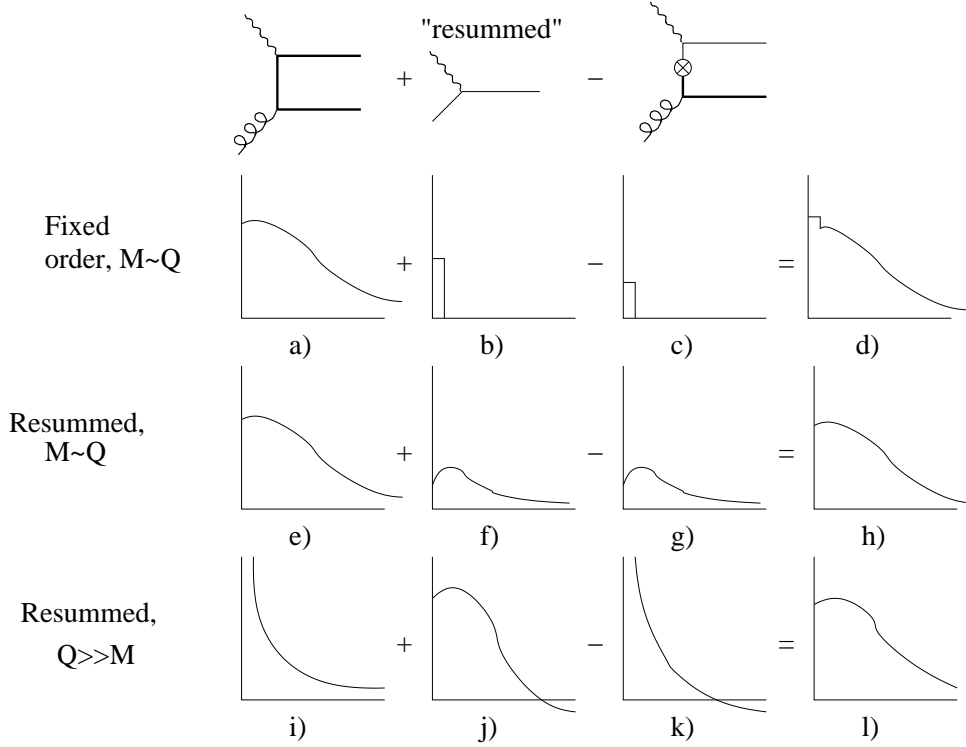 "resummed"
+ −
Fixed
order, M~Q
+ − =
a) b) c) d)
Resummed,
M~Q
+ − =
e) f) g) h)
Resummed,
Q>>M
+ − =
i) j) k) l)